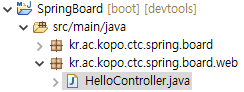 SpringBoard [boot] [devtools]
src/main/java
kr.ac.kopo.ctc.spring.board
kr.ac.kopo.ctc.spring.board.web
HelloController.java